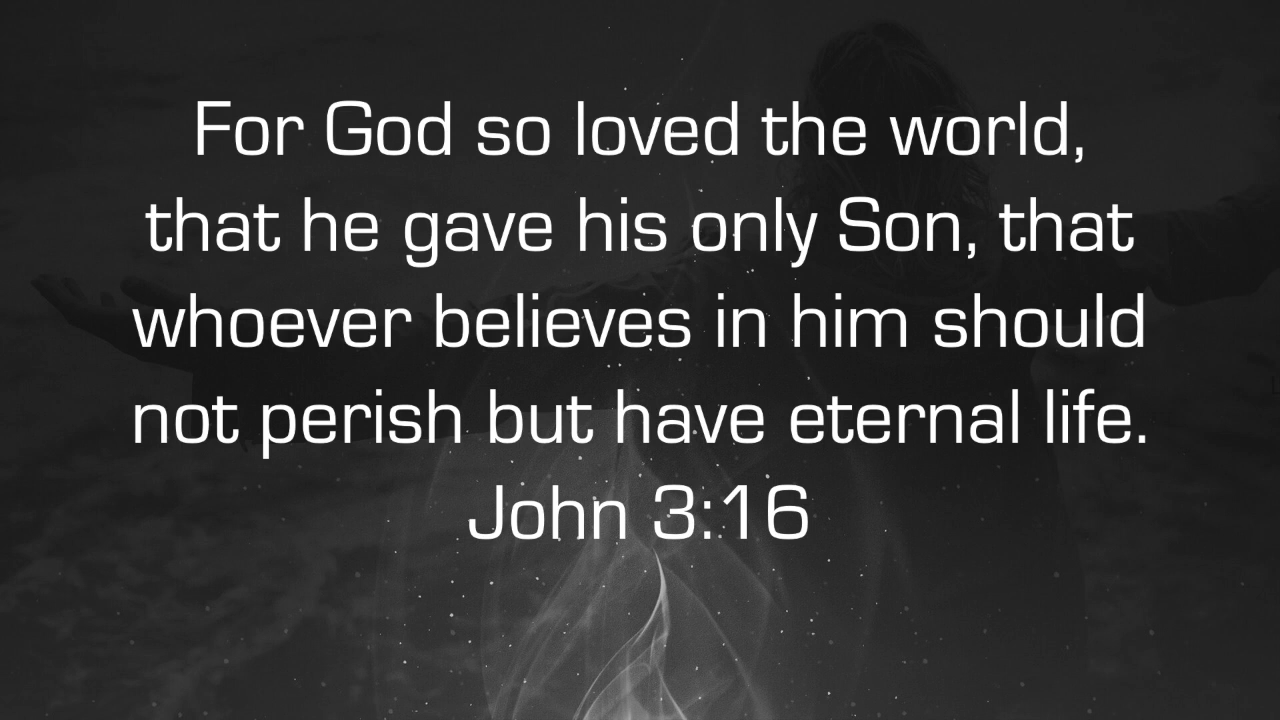 For God so loved the world,
that he gave his only Son, that
whoever believes in him should
not perish but have eternal life.
John 3:16